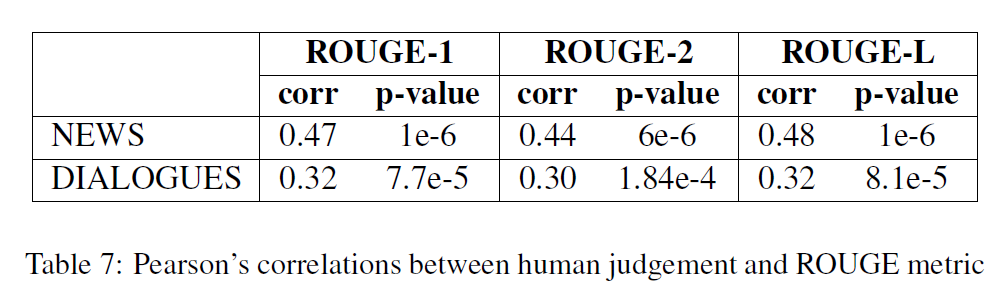 ROUGE-1 ROUGE-2 ROUGE-L
corr p-value corr p-value corr p-value
NEWS 0.47 1e-6 0.44 6e-6 0.48 1e-6
DIALOGUES 0.32 7.7e-5 0.30 1.84e-4 0.32 8.1e-5
Table 7: Pearson's correlations between human judgement and ROUGE metric